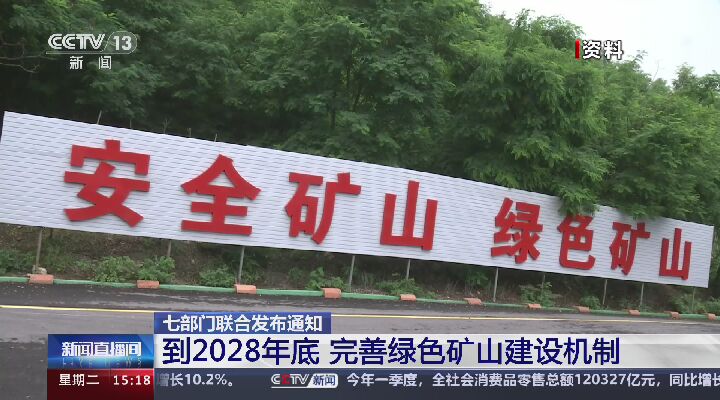 CCTV 13
新闻
资料
安全矿山 绿色矿山
七部门联合发布通知
新闻直播间
到2028年底 完善绿色矿山建设机制
星期二 15:18
增长10.2%。 CCTV新闻 今年一季度，全社会消费品零售总额120327亿元，同比增长